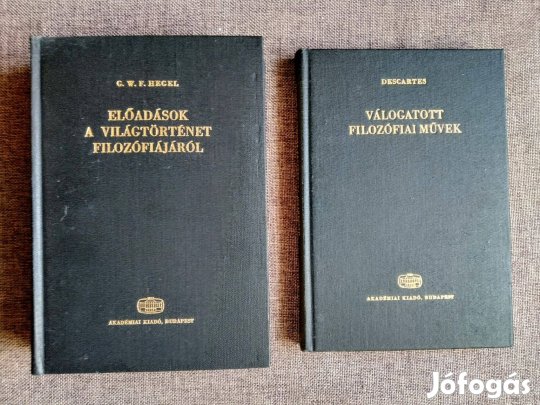 G. W. F. HEGEL
ELŐADÁSOK
A VILÁGTÖRTÉNET
FILOZÓFIÁJÁRÓL
AKADÉMIAI KIADÓ, BUDAPEST
DESCARTES
VÁLOGATOTT
FILOZÓFIAI MŰVEK
AKADÉMIAI KIADÓ, BUDAPEST
Jófogás